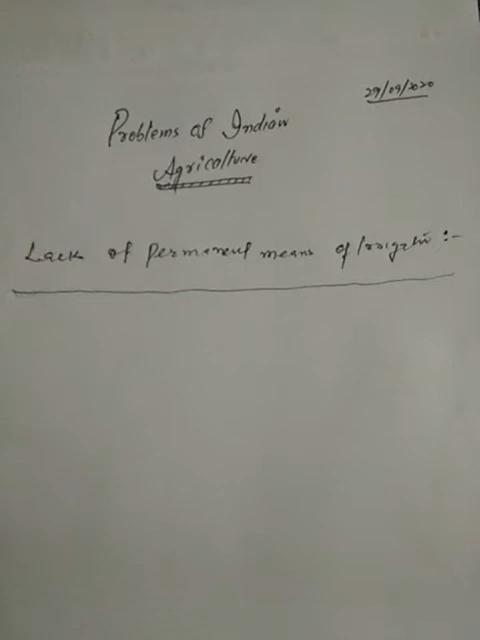 29/09/2020
Problems of Indian
Agriculture
Lack of permanent means of Irrigation :-